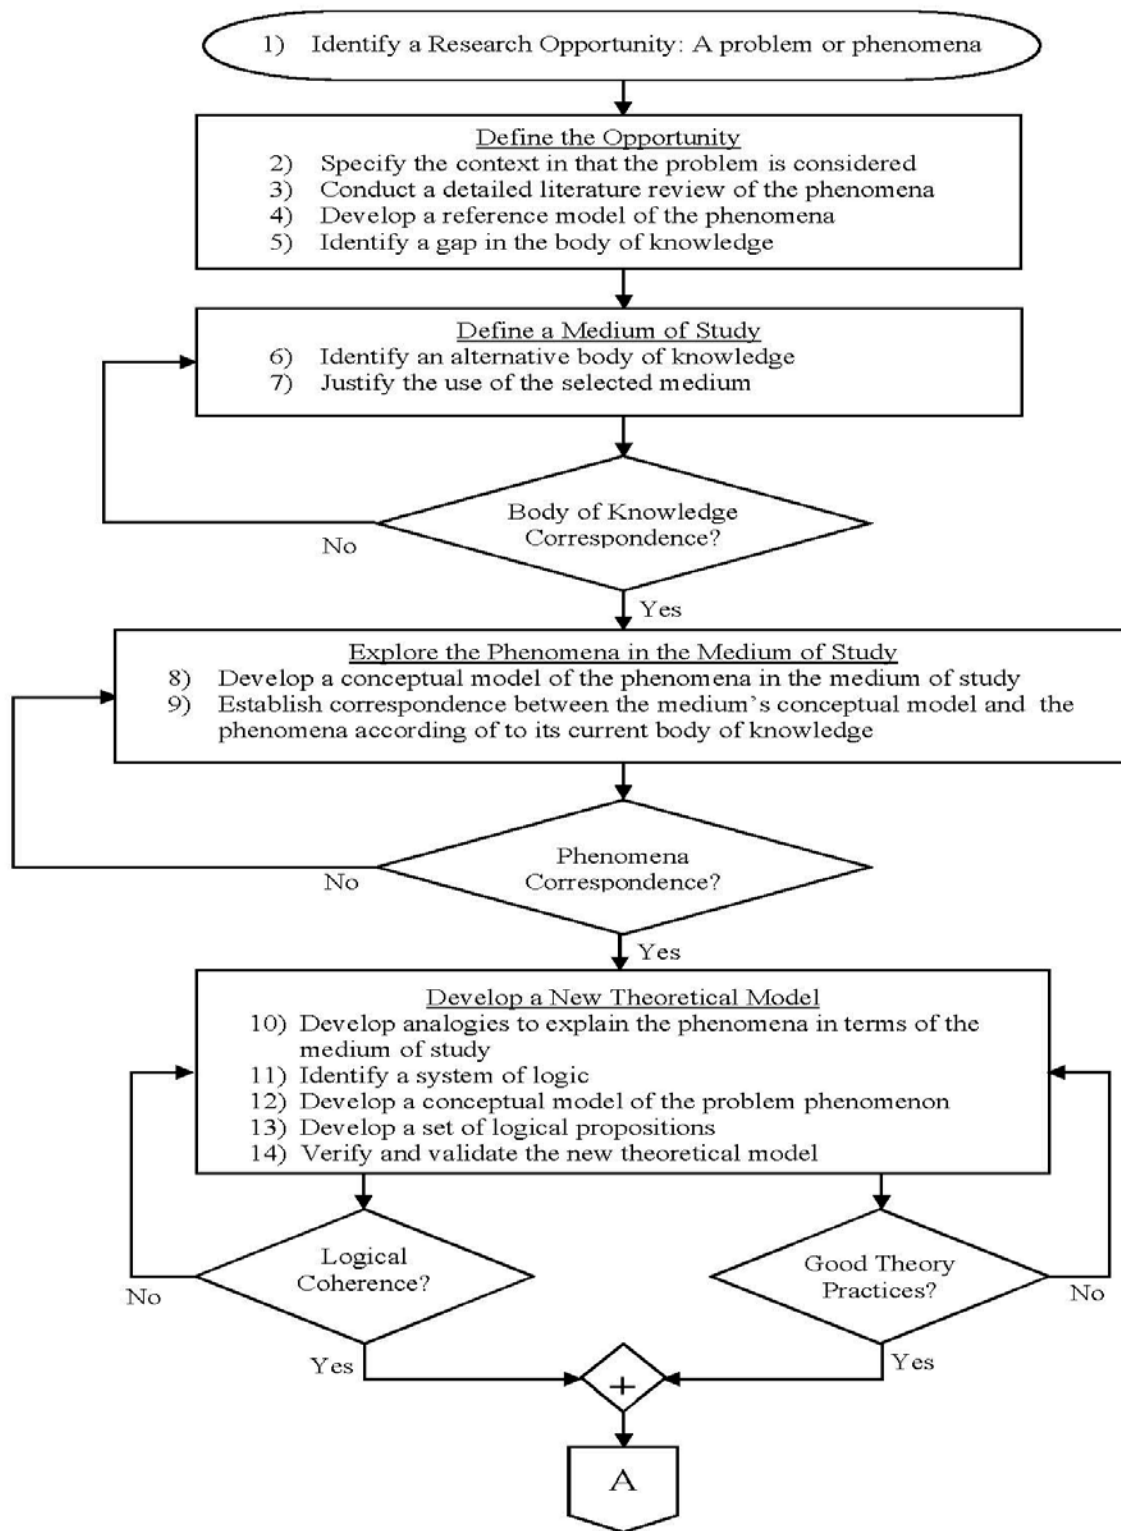 1) Identify a Research Opportunity: A problem or phenomena
Define the Opportunity
2) Specify the context in that the problem is considered
3) Conduct a detailed literature review of the phenomena
4) Develop a reference model of the phenomena
5) Identify a gap in the body of knowledge
Define a Medium of Study
6) Identify an alternative body of knowledge
7) Justify the use of the selected medium
Body of Knowledge
Correspondence?
No
Yes
Explore the Phenomena in the Medium of Study
8) Develop a conceptual model of the phenomena in the medium of study
9) Establish correspondence between the medium's conceptual model and the
phenomena according of to its current body of knowledge
Phenomena
Correspondence?
No
Yes
Develop a New Theoretical Model
10) Develop analogies to explain the phenomena in terms of the
medium of study
11) Identify a system of logic
12) Develop a conceptual model of the problem phenomenon
13) Develop a set of logical propositions
14) Verify and validate the new theoretical model
Logical
Coherence?
No
Yes
Good Theory
Practices?
No
Yes
+
A